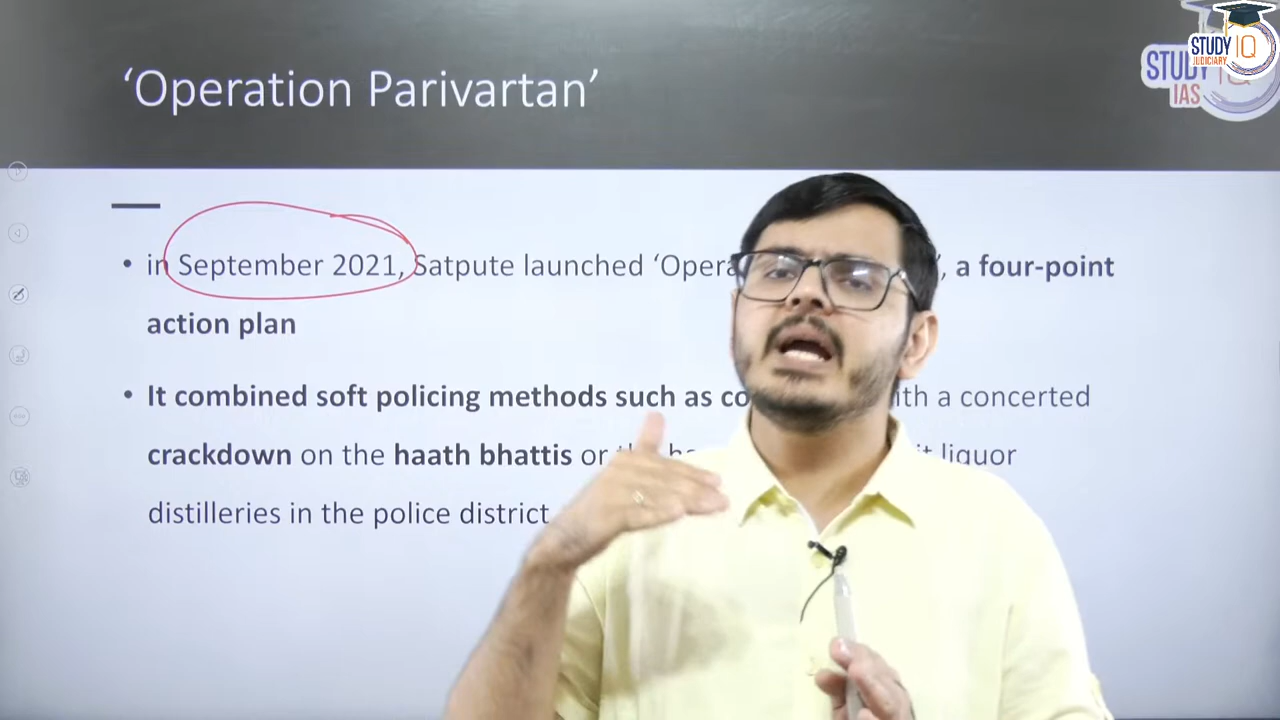 STUDY IQ
JUDICIARY
STUDY
IAS
‘Operation Parivartan’
• in September 2021, Satpute launched ‘Opera ’, a four-point
action plan
• It combined soft policing methods such as co ith a concerted
crackdown on the haath bhattis or liquor
distilleries in the police district